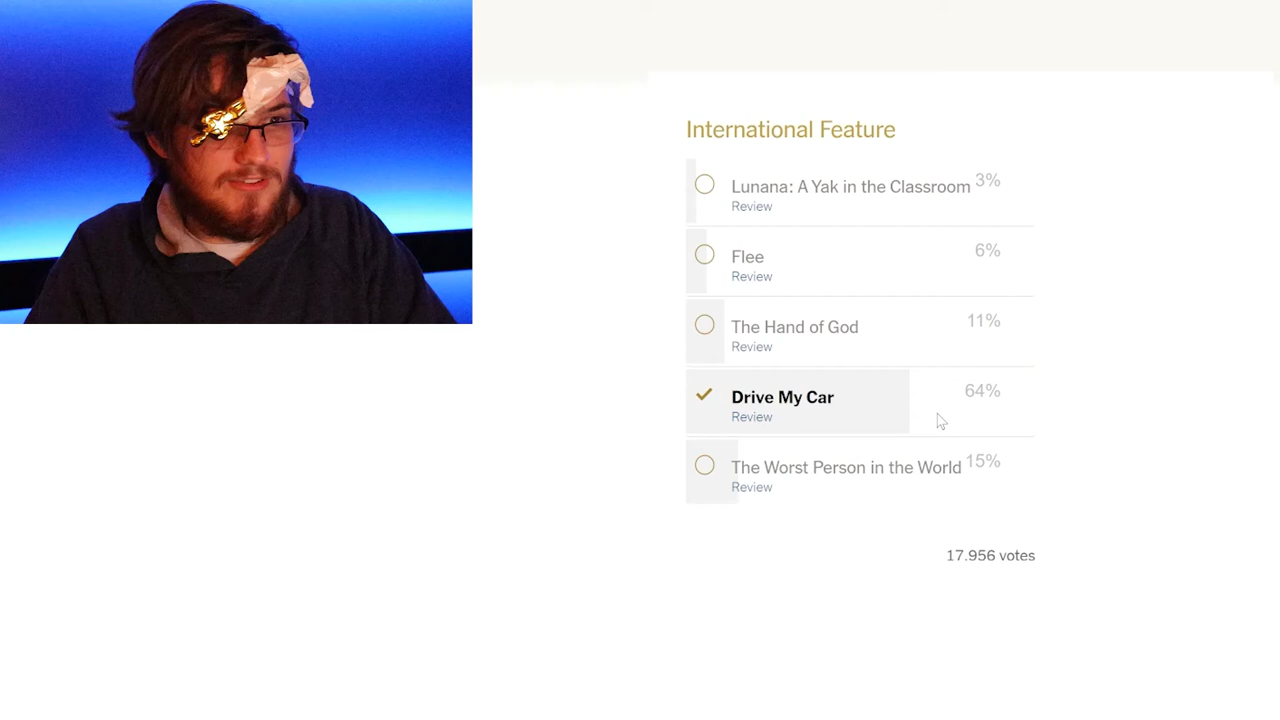 International Feature
Lunana: A Yak in the Classroom 3%
Review
Flee 6%
Review
The Hand of God 11%
Review
Drive My Car 64%
Review
The Worst Person in the World 15%
Review
17.956 votes